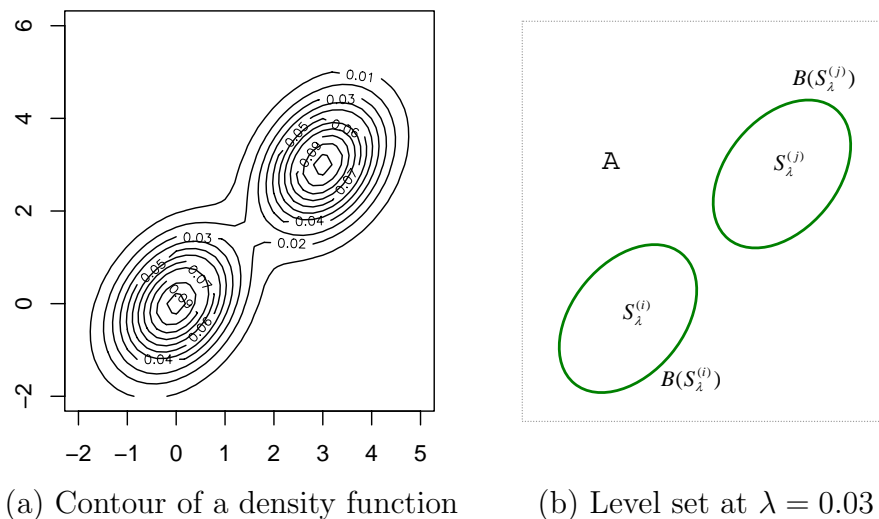 6
4
2
0
−2
−2 0 1 2 3 4 5
0.01
0.03
0.05
0.06
0.09
0.07
0.04
0.02
0.03
0.05
0.07
0.09
0.06
0.04
A
B(S_λ^(j))
S_λ^(j)
S_λ^(i)
B(S_λ^(i))
(a) Contour of a density function
(b) Level set at λ = 0.03